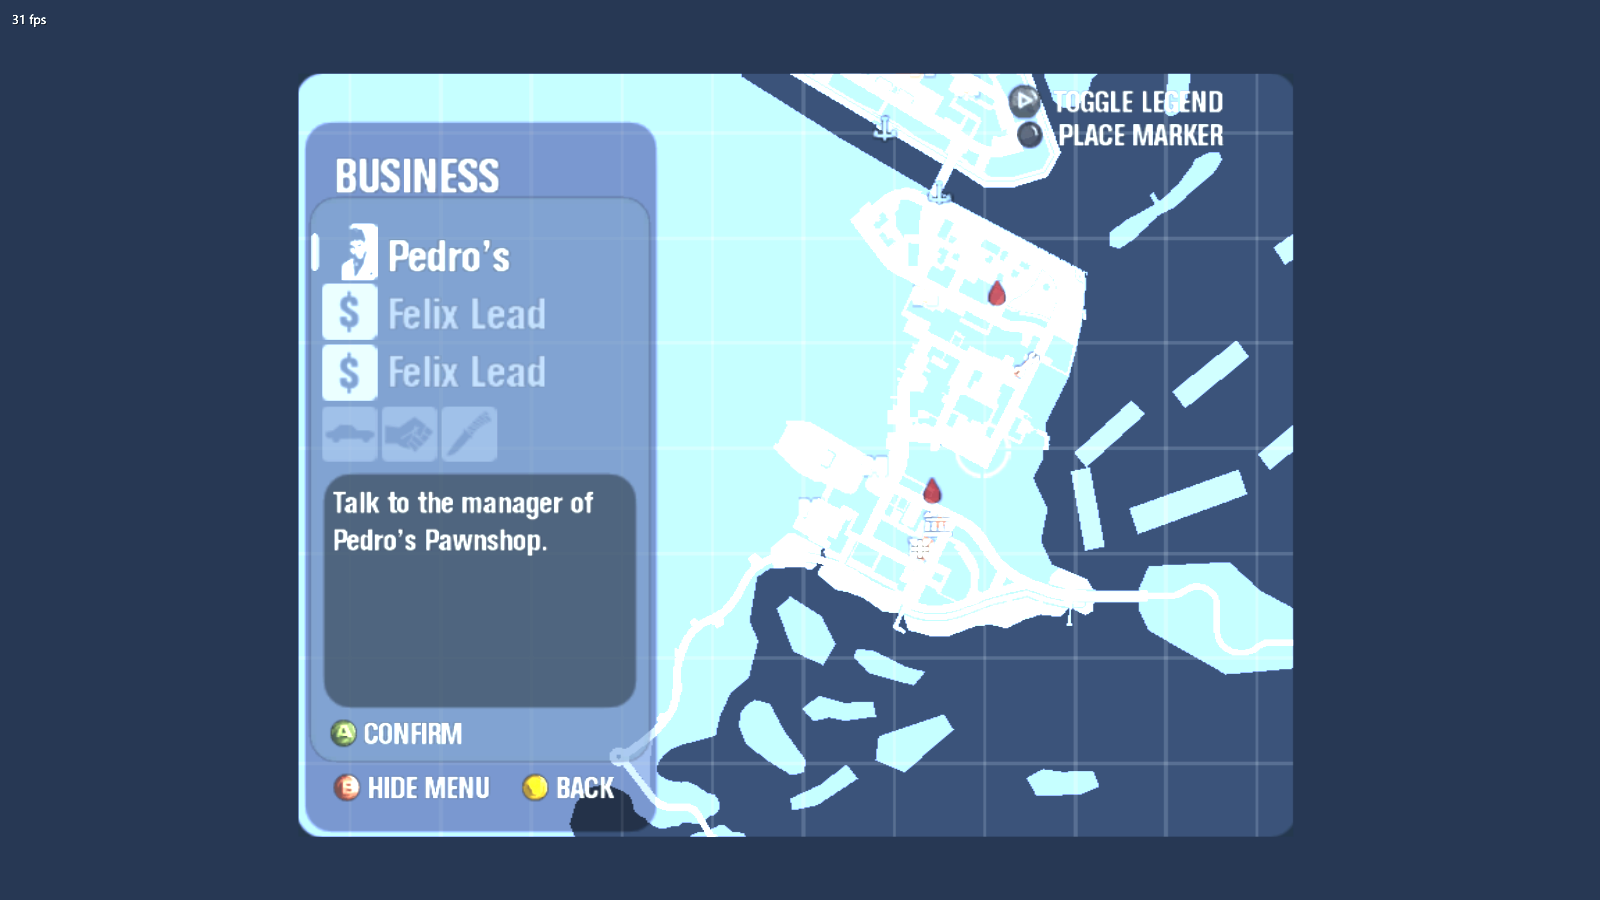 31 fps
TOGGLE LEGEND
PLACE MARKER
BUSINESS
Pedro's
$ Felix Lead
$ Felix Lead
Talk to the manager of
Pedro's Pawnshop.
A CONFIRM
B HIDE MENU
BACK